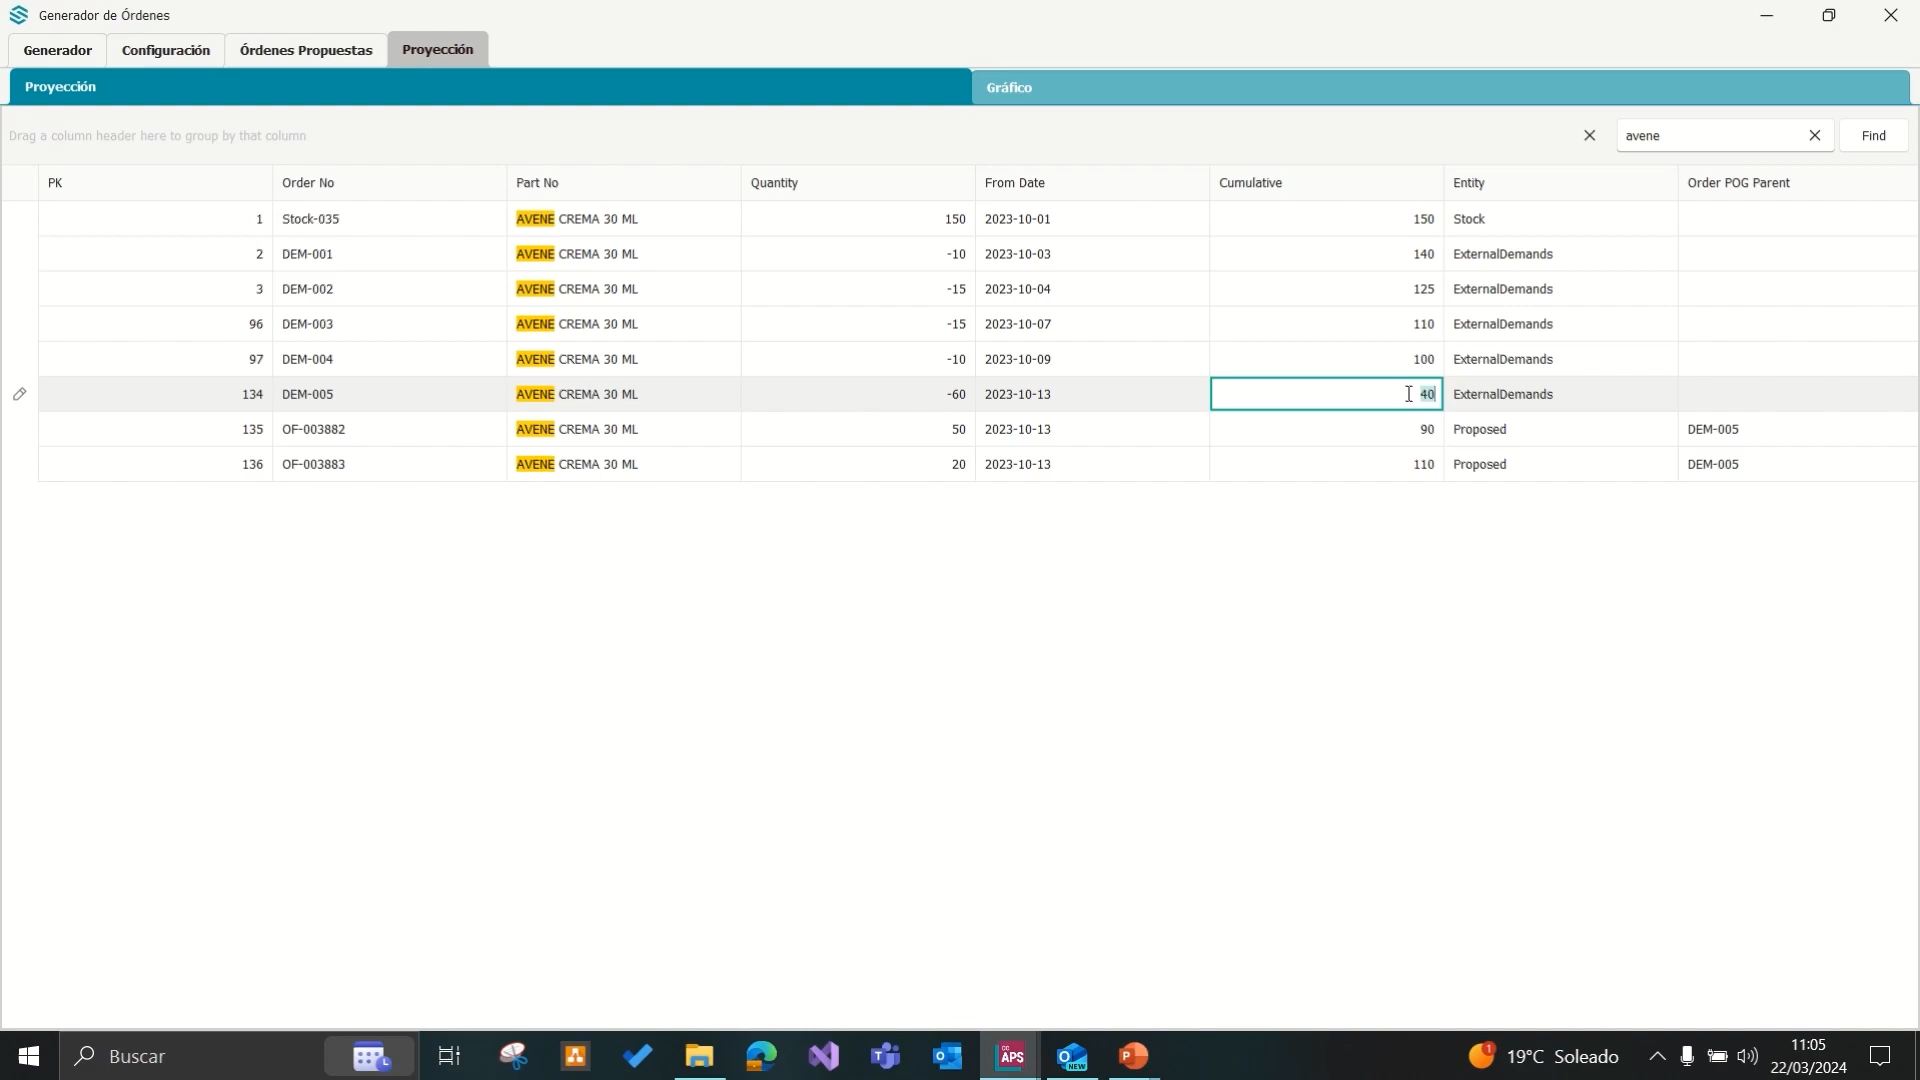 Generador de Órdenes
Generador Configuración Órdenes Propuestas Proyección
Proyección Gráfico
Drag a column header here to group by that column avene Find
PK Order No Part No Quantity From Date Cumulative Entity Order POG Parent
1 Stock-035 AVENE CREMA 30 ML 150 2023-10-01 150 Stock
2 DEM-001 AVENE CREMA 30 ML -10 2023-10-03 140 ExternalDemands
3 DEM-002 AVENE CREMA 30 ML -15 2023-10-04 125 ExternalDemands
96 DEM-003 AVENE CREMA 30 ML -15 2023-10-07 110 ExternalDemands
97 DEM-004 AVENE CREMA 30 ML -10 2023-10-09 100 ExternalDemands
134 DEM-005 AVENE CREMA 30 ML -60 2023-10-13 40 ExternalDemands
135 OF-003882 AVENE CREMA 30 ML 50 2023-10-13 90 Proposed DEM-005
136 OF-003883 AVENE CREMA 30 ML 20 2023-10-13 110 Proposed DEM-005
Buscar CC APS NEW 1 19°C Soleado 11:05
22/03/2024